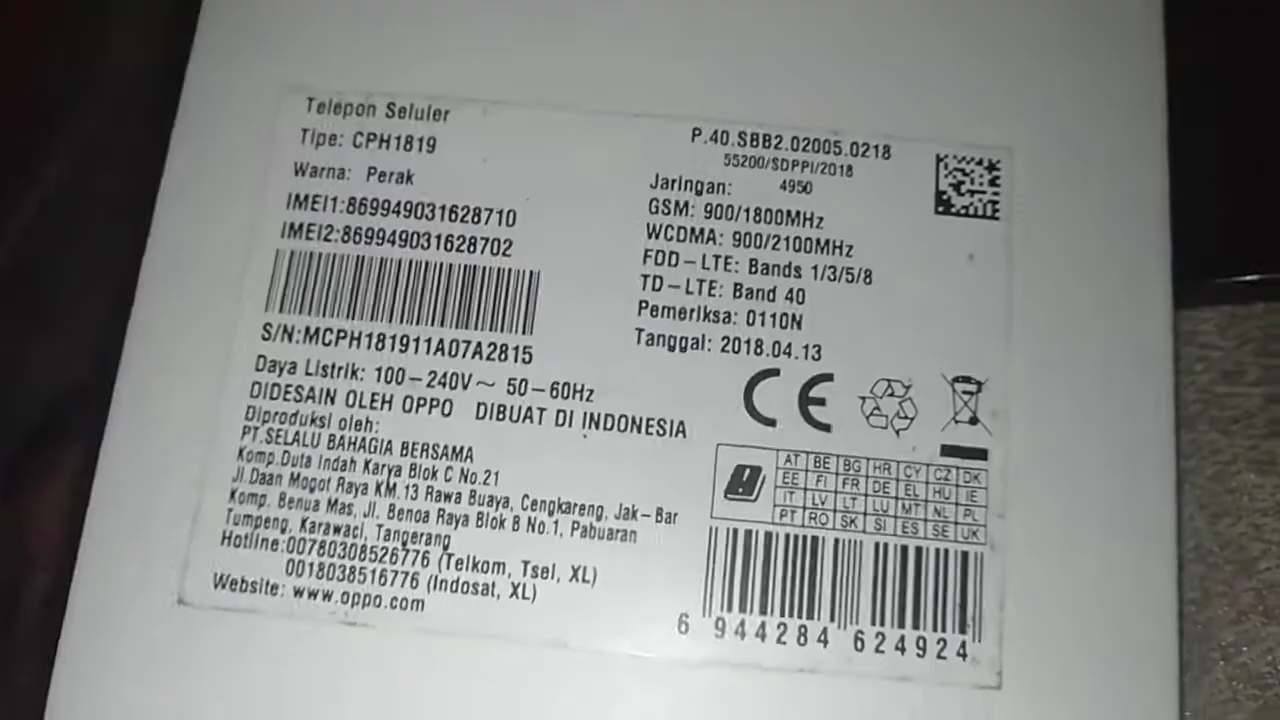 Telepon Seluler
Tipe: CPH1819
Warna: Perak
IMEI1:869949031628710
IMEI2:869949031628702
S/N:MCPH181911A07A2815
Daya Listrik: 100-240V~ 50-60Hz
DIDESAIN OLEH OPPO DIBUAT DI INDONESIA
Diproduksi oleh:
PT.SELALU BAHAGIA BERSAMA
Komp.Duta Indah Karya Blok C No.21
Jl.Daan Mogot Raya KM.13 Rawa Buaya, Cengkareng, Jak-Bar
Komp. Benua Mas, Jl. Benoa Raya Blok B No.1, Pabuaran
Tumpeng, Karawaci, Tangerang
Hotline:00780308526776 (Telkom, Tsel, XL)
0018038516776 (Indosat, XL)
Website: www.oppo.com
P.40.SBB2.02005.0218
55200/SDPPI/2018
4950
Jaringan:
GSM: 900/1800MHz
WCDMA: 900/2100MHz
FDD-LTE: Bands 1/3/5/8
TD-LTE: Band 40
Pemeriksa: 0110N
Tanggal: 2018.04.13
CE
AT BE BG HR CY CZ DK
EE FI FR DE EL HU IE
IT LV LT LU MT NL PL
PT RO SK SI ES SE UK
6 944284 624924